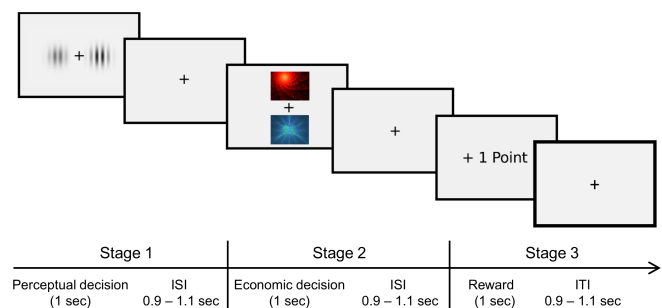 +
+
+
+
+ 1 Point
+
Stage 1
Stage 2
Stage 3
Perceptual decision
(1 sec)
ISI
0.9 – 1.1 sec
Economic decision
(1 sec)
ISI
0.9 – 1.1 sec
Reward
(1 sec)
ITI
0.9 – 1.1 sec